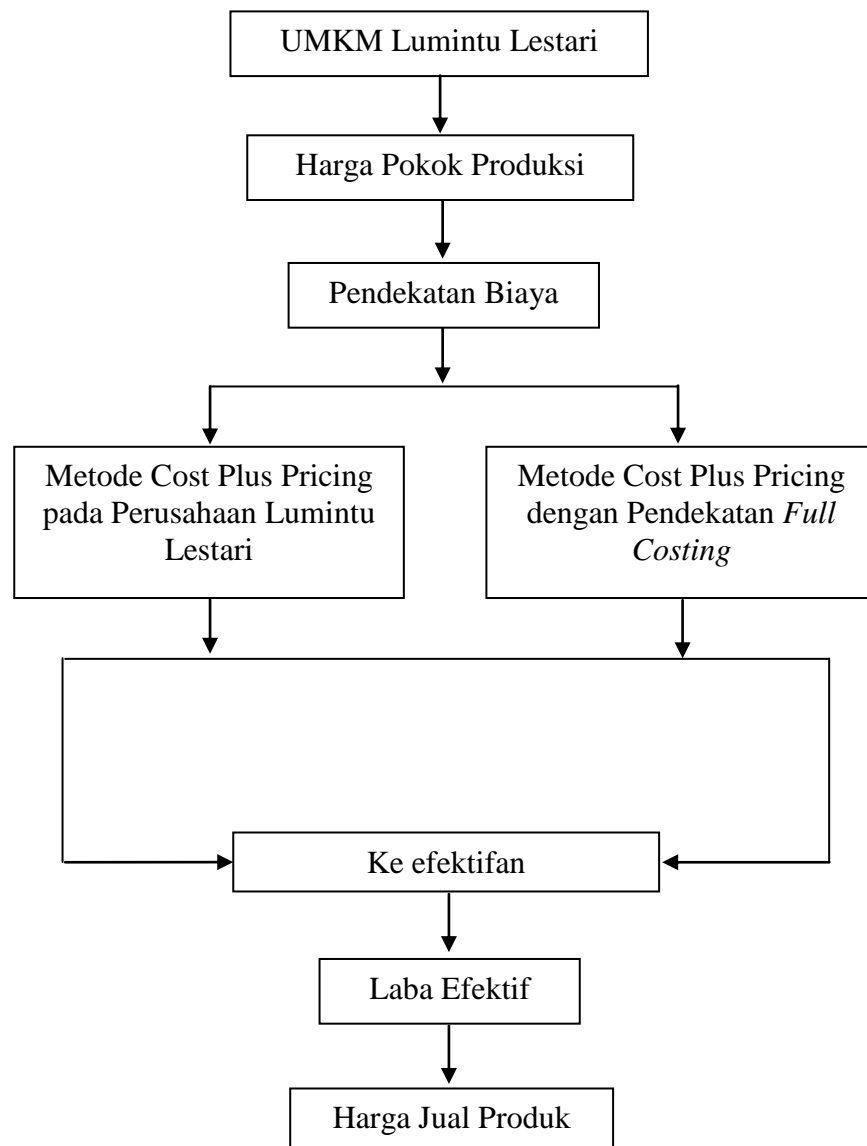 UMKM Lumintu Lestari
Harga Pokok Produksi
Pendekatan Biaya
Metode Cost Plus Pricing
pada Perusahaan Lumintu
Lestari
Metode Cost Plus Pricing
dengan Pendekatan Full
Costing
Ke efektifan
Laba Efektif
Harga Jual Produk